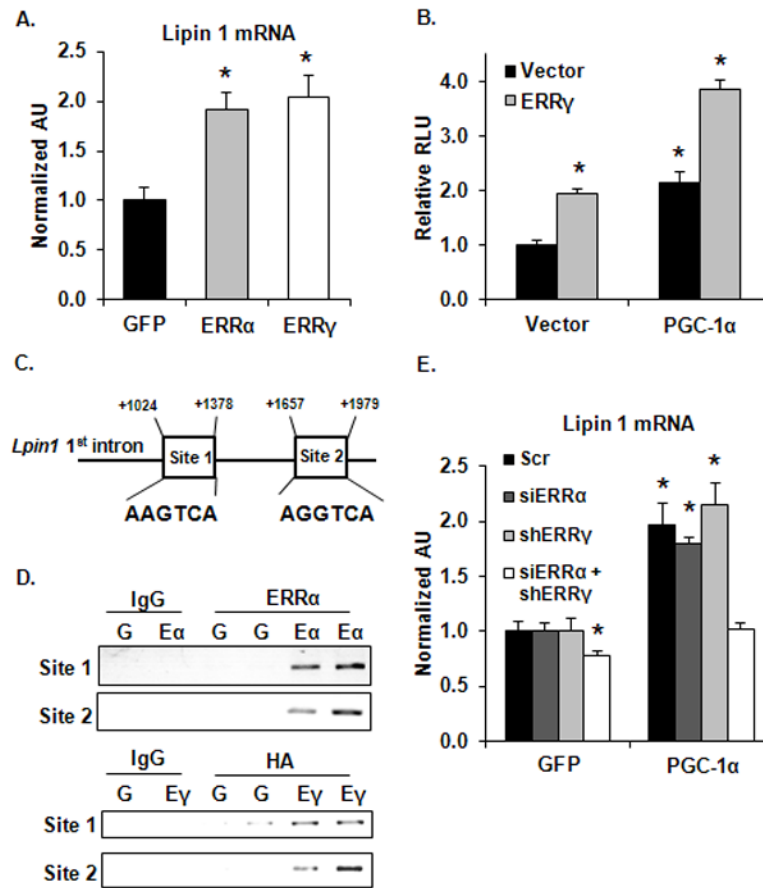 A.
Lipin 1 mRNA
Normalized AU
2.5
2.0
1.5
1.0
0.5
0.0
* *
GFP ERRα ERRγ
B.
Vector
ERRγ
Relative RLU
4.0
3.0
2.0
1.0
0.0
* * *
Vector PGC-1α
C.
+1024 +1378 +1657 +1979
Lpin1 1st intron
Site 1 Site 2
AAGTCA AGGTCA
D.
IgG ERRα
G Eα G G Eα Eα
Site 1
Site 2
IgG HA
G Eγ G G Eγ Eγ
Site 1
Site 2
E.
Lipin 1 mRNA
Scr
siERRα
shERRγ
siERRα +
shERRγ
Normalized AU
2.5
2.0
1.5
1.0
0.5
0.0
* * * *
GFP PGC-1α